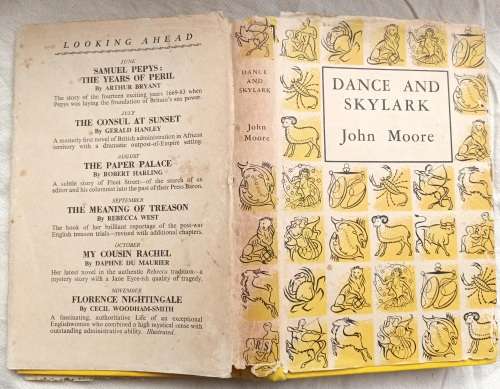 LOOKING AHEAD
JUNE
SAMUEL PEPYS:
THE YEARS OF PERIL
By ARTHUR BRYANT
The story of the fourteen exciting years 1669-83 when
Pepys was laying the foundation of Britain's sea power.
JULY
THE CONSUL AT SUNSET
By GERALD HANLEY
A masterly first novel of British administration in African
territory with a dramatic outpost-of-Empire setting.
AUGUST
THE PAPER PALACE
By ROBERT HARLING
A subtle story of Fleet Street—of the search of an
editor and his columnist into the past of their Press Baron.
SEPTEMBER
THE MEANING OF TREASON
By REBECCA WEST
The book of her brilliant reportage of the post-war
English treason trials—revised with additional chapters.
OCTOBER
MY COUSIN RACHEL
By DAPHNE DU MAURIER
Her latest novel in the authentic Rebecca tradition—a
mystery story with a Jane Eyre-ish quality of tragedy.
NOVEMBER
FLORENCE NIGHTINGALE
By CECIL WOODHAM-SMITH
A fascinating, authoritative Life of an exceptional
Englishwoman who combined a high mystical sense with
outstanding administrative ability. Illustrated.
DANCE
AND
SKYLARK
John
Moore
DANCE AND
SKYLARK
John Moore
DANCE
AND
SKYLARK